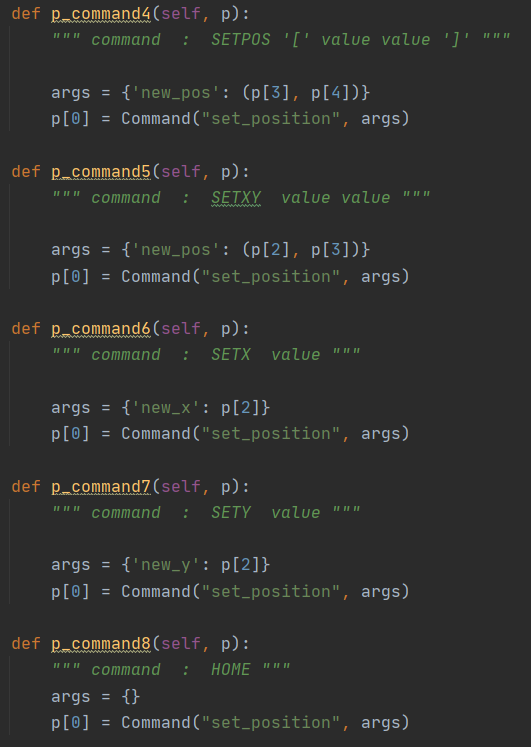 def p_command4(self, p):
    """ command  :  SETPOS '[' value value ']' """
    args = {'new_pos': (p[3], p[4])}
    p[0] = Command("set_position", args)
def p_command5(self, p):
    """ command  :  SETXY  value value """
    args = {'new_pos': (p[2], p[3])}
    p[0] = Command("set_position", args)
def p_command6(self, p):
    """ command  :  SETX  value """
    args = {'new_x': p[2]}
    p[0] = Command("set_position", args)
def p_command7(self, p):
    """ command  :  SETY  value """
    args = {'new_y': p[2]}
    p[0] = Command("set_position", args)
def p_command8(self, p):
    """ command  :  HOME """
    args = {}
    p[0] = Command("set_position", args)